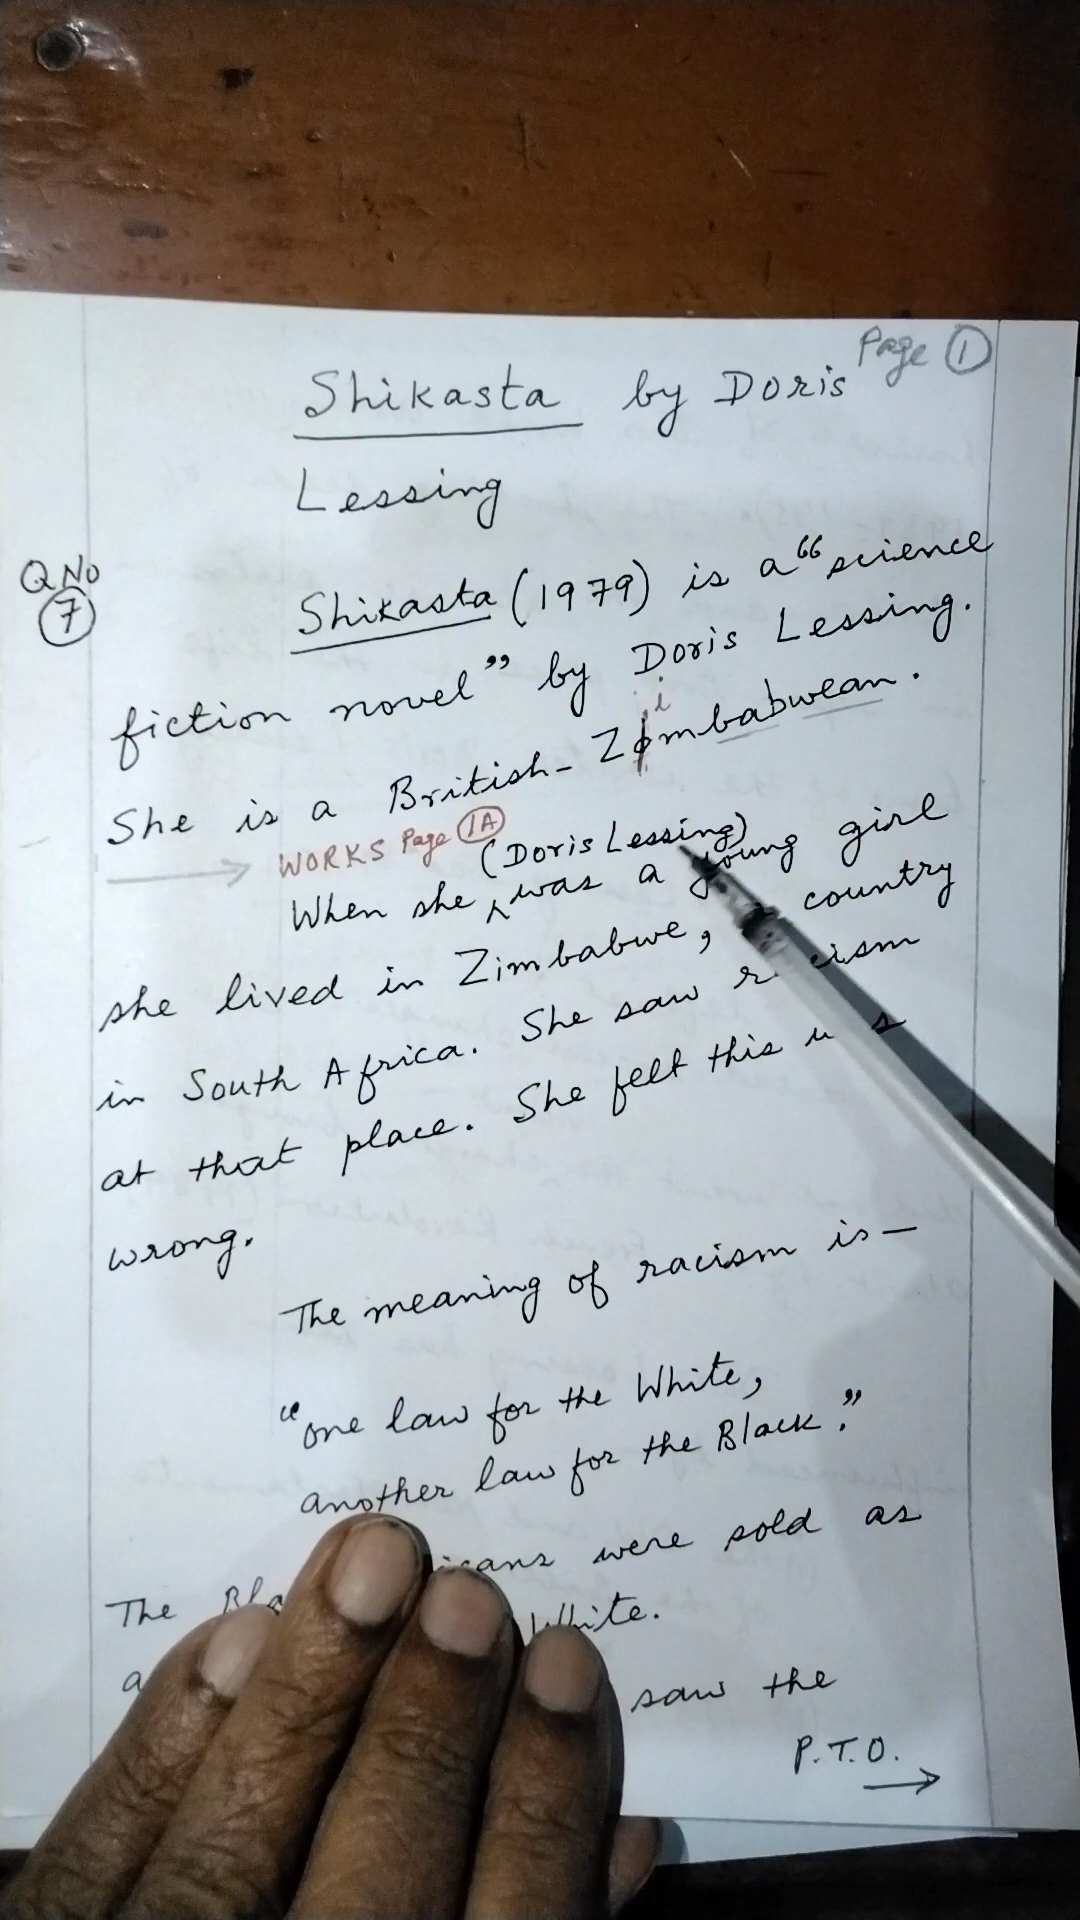 Page 1
Shikasta by Doris
Lessing
Q No
7
Shikasta (1979) is a "science
fiction novel" by Doris Lessing.
i
She is a British- Zimbabwean.
→ WORKS Page 1A
(Doris Lessing)
When she ^ was a young girl
she lived in Zimbabwe, country
in South Africa. She saw
at that place. She felt this
wrong.
The meaning of racism is—
"one law for the White,
another law for the Black."
The were sold as
White.
saw the
P.T.O.
→